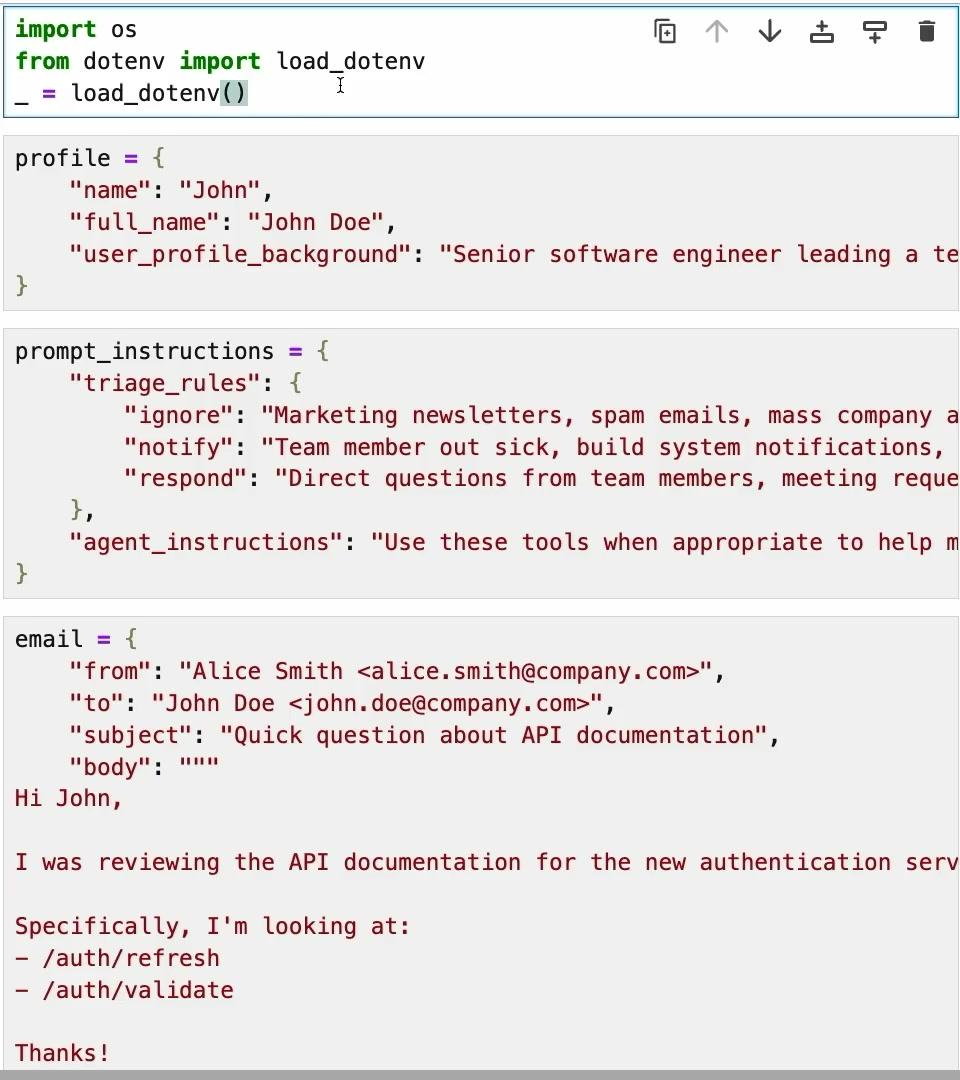 import os
from dotenv import load_dotenv
_ = load_dotenv()
profile = {
    "name": "John",
    "full_name": "John Doe",
    "user_profile_background": "Senior software engineer leading a te
}
prompt_instructions = {
    "triage_rules": {
        "ignore": "Marketing newsletters, spam emails, mass company a
        "notify": "Team member out sick, build system notifications,
        "respond": "Direct questions from team members, meeting reque
    },
    "agent_instructions": "Use these tools when appropriate to help m
}
email = {
    "from": "Alice Smith <alice.smith@company.com>",
    "to": "John Doe <john.doe@company.com>",
    "subject": "Quick question about API documentation",
    "body": """
Hi John,
I was reviewing the API documentation for the new authentication serv
Specifically, I'm looking at:
- /auth/refresh
- /auth/validate
Thanks!